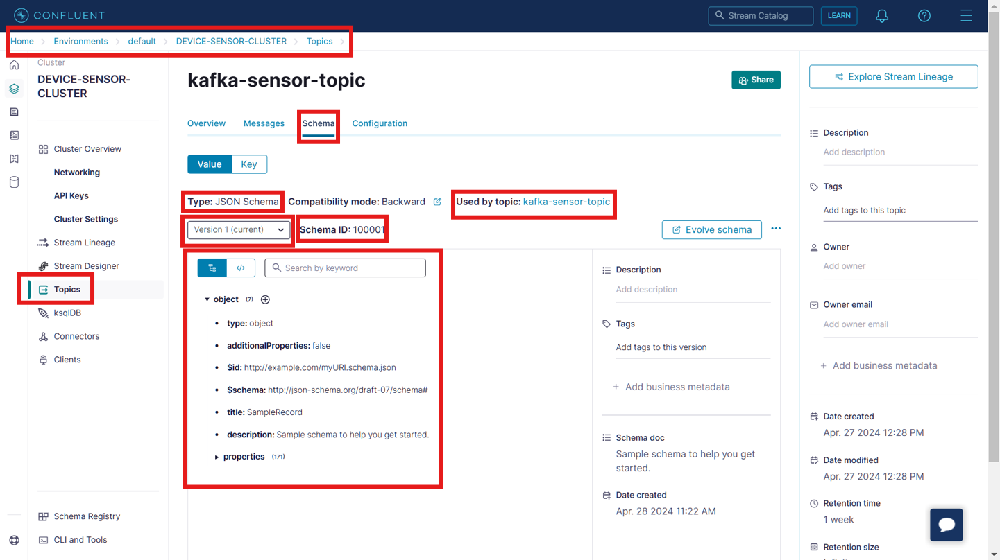 CONFLUENT
Stream Catalog
LEARN
Home Environments default DEVICE-SENSOR-CLUSTER Topics
Cluster
DEVICE-SENSOR-
CLUSTER
Cluster Overview
Networking
API Keys
Cluster Settings
Stream Lineage
Stream Designer
Topics
ksqlDB
Connectors
Clients
Schema Registry
CLI and Tools
kafka-sensor-topic
Share
Overview Messages Schema Configuration
Value Key
Type: JSON Schema Compatibility mode: Backward Used by topic: kafka-sensor-topic
Version 1 (current) Schema ID: 100001
Evolve schema
</> Search by keyword
object (7)
type: object
additionalProperties: false
$id: http://example.com/myURI.schema.json
$schema: http://json-schema.org/draft-07/schema#
title: SampleRecord
description: Sample schema to help you get started.
properties (171)
Description
Add description
Tags
Add tags to this version
+ Add business metadata
Schema doc
Sample schema to help you get
started.
Date created
Apr. 28 2024 11:22 AM
Explore Stream Lineage
Description
Add description
Tags
Add tags to this topic
Owner
Add owner
Owner email
Add owner email
+ Add business metadata
Date created
Apr. 27 2024 12:28 PM
Date modified
Apr. 27 2024 12:28 PM
Retention time
1 week
Retention size